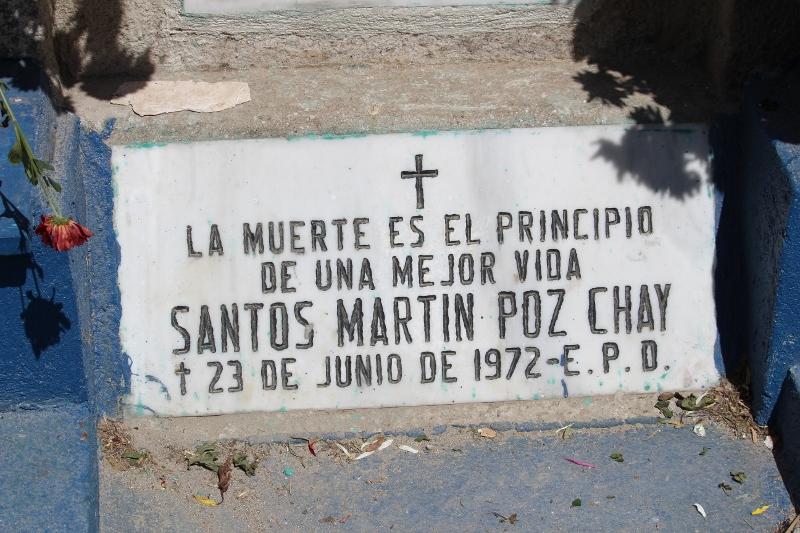 LA MUERTE ES EL PRINCIPIO
DE UNA MEJOR VIDA
SANTOS MARTIN POZ CHAY
† 23 DE JUNIO DE 1972-E.P.D.